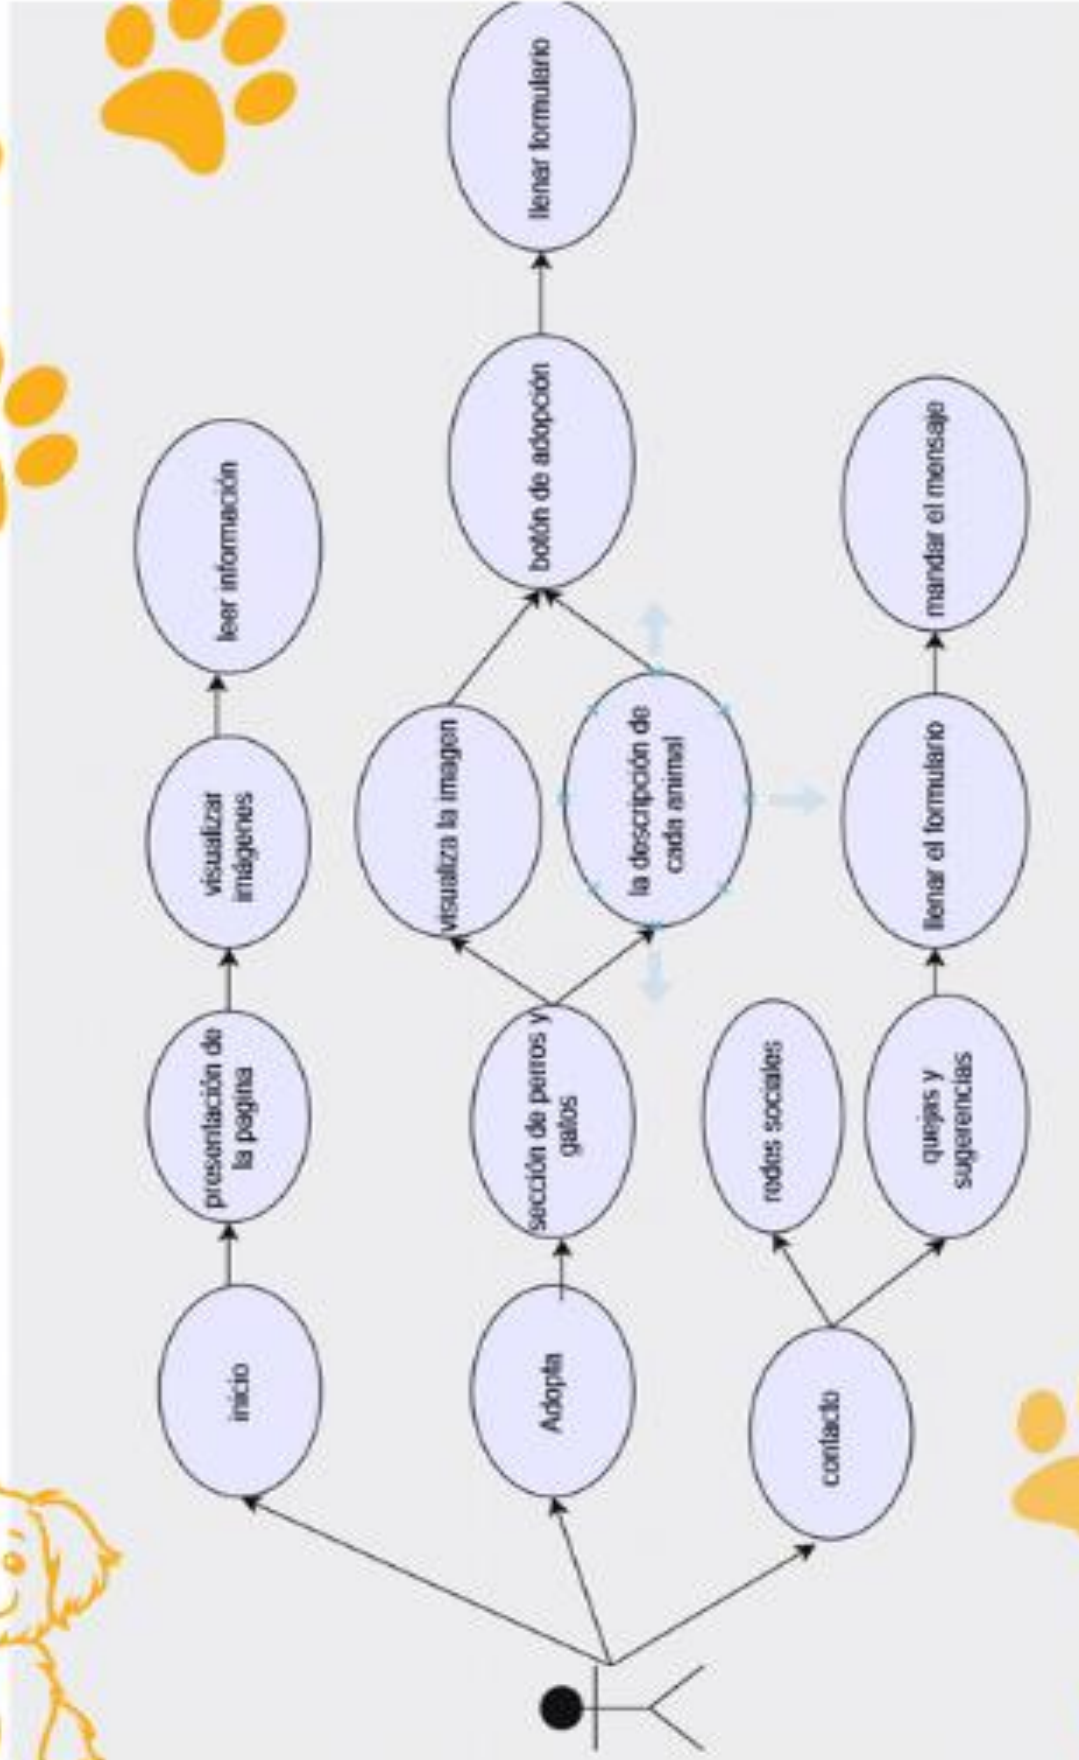 inicio
presentación de
la pagina
visualizar
imágenes
leer información
Adopta
sección de perros y
gatos
visualiza la imagen
la descripción de
cada animal
botón de adopción
llenar formulario
contacto
redes sociales
quejas y
sugerencias
llenar el formulario
mandar el mensaje